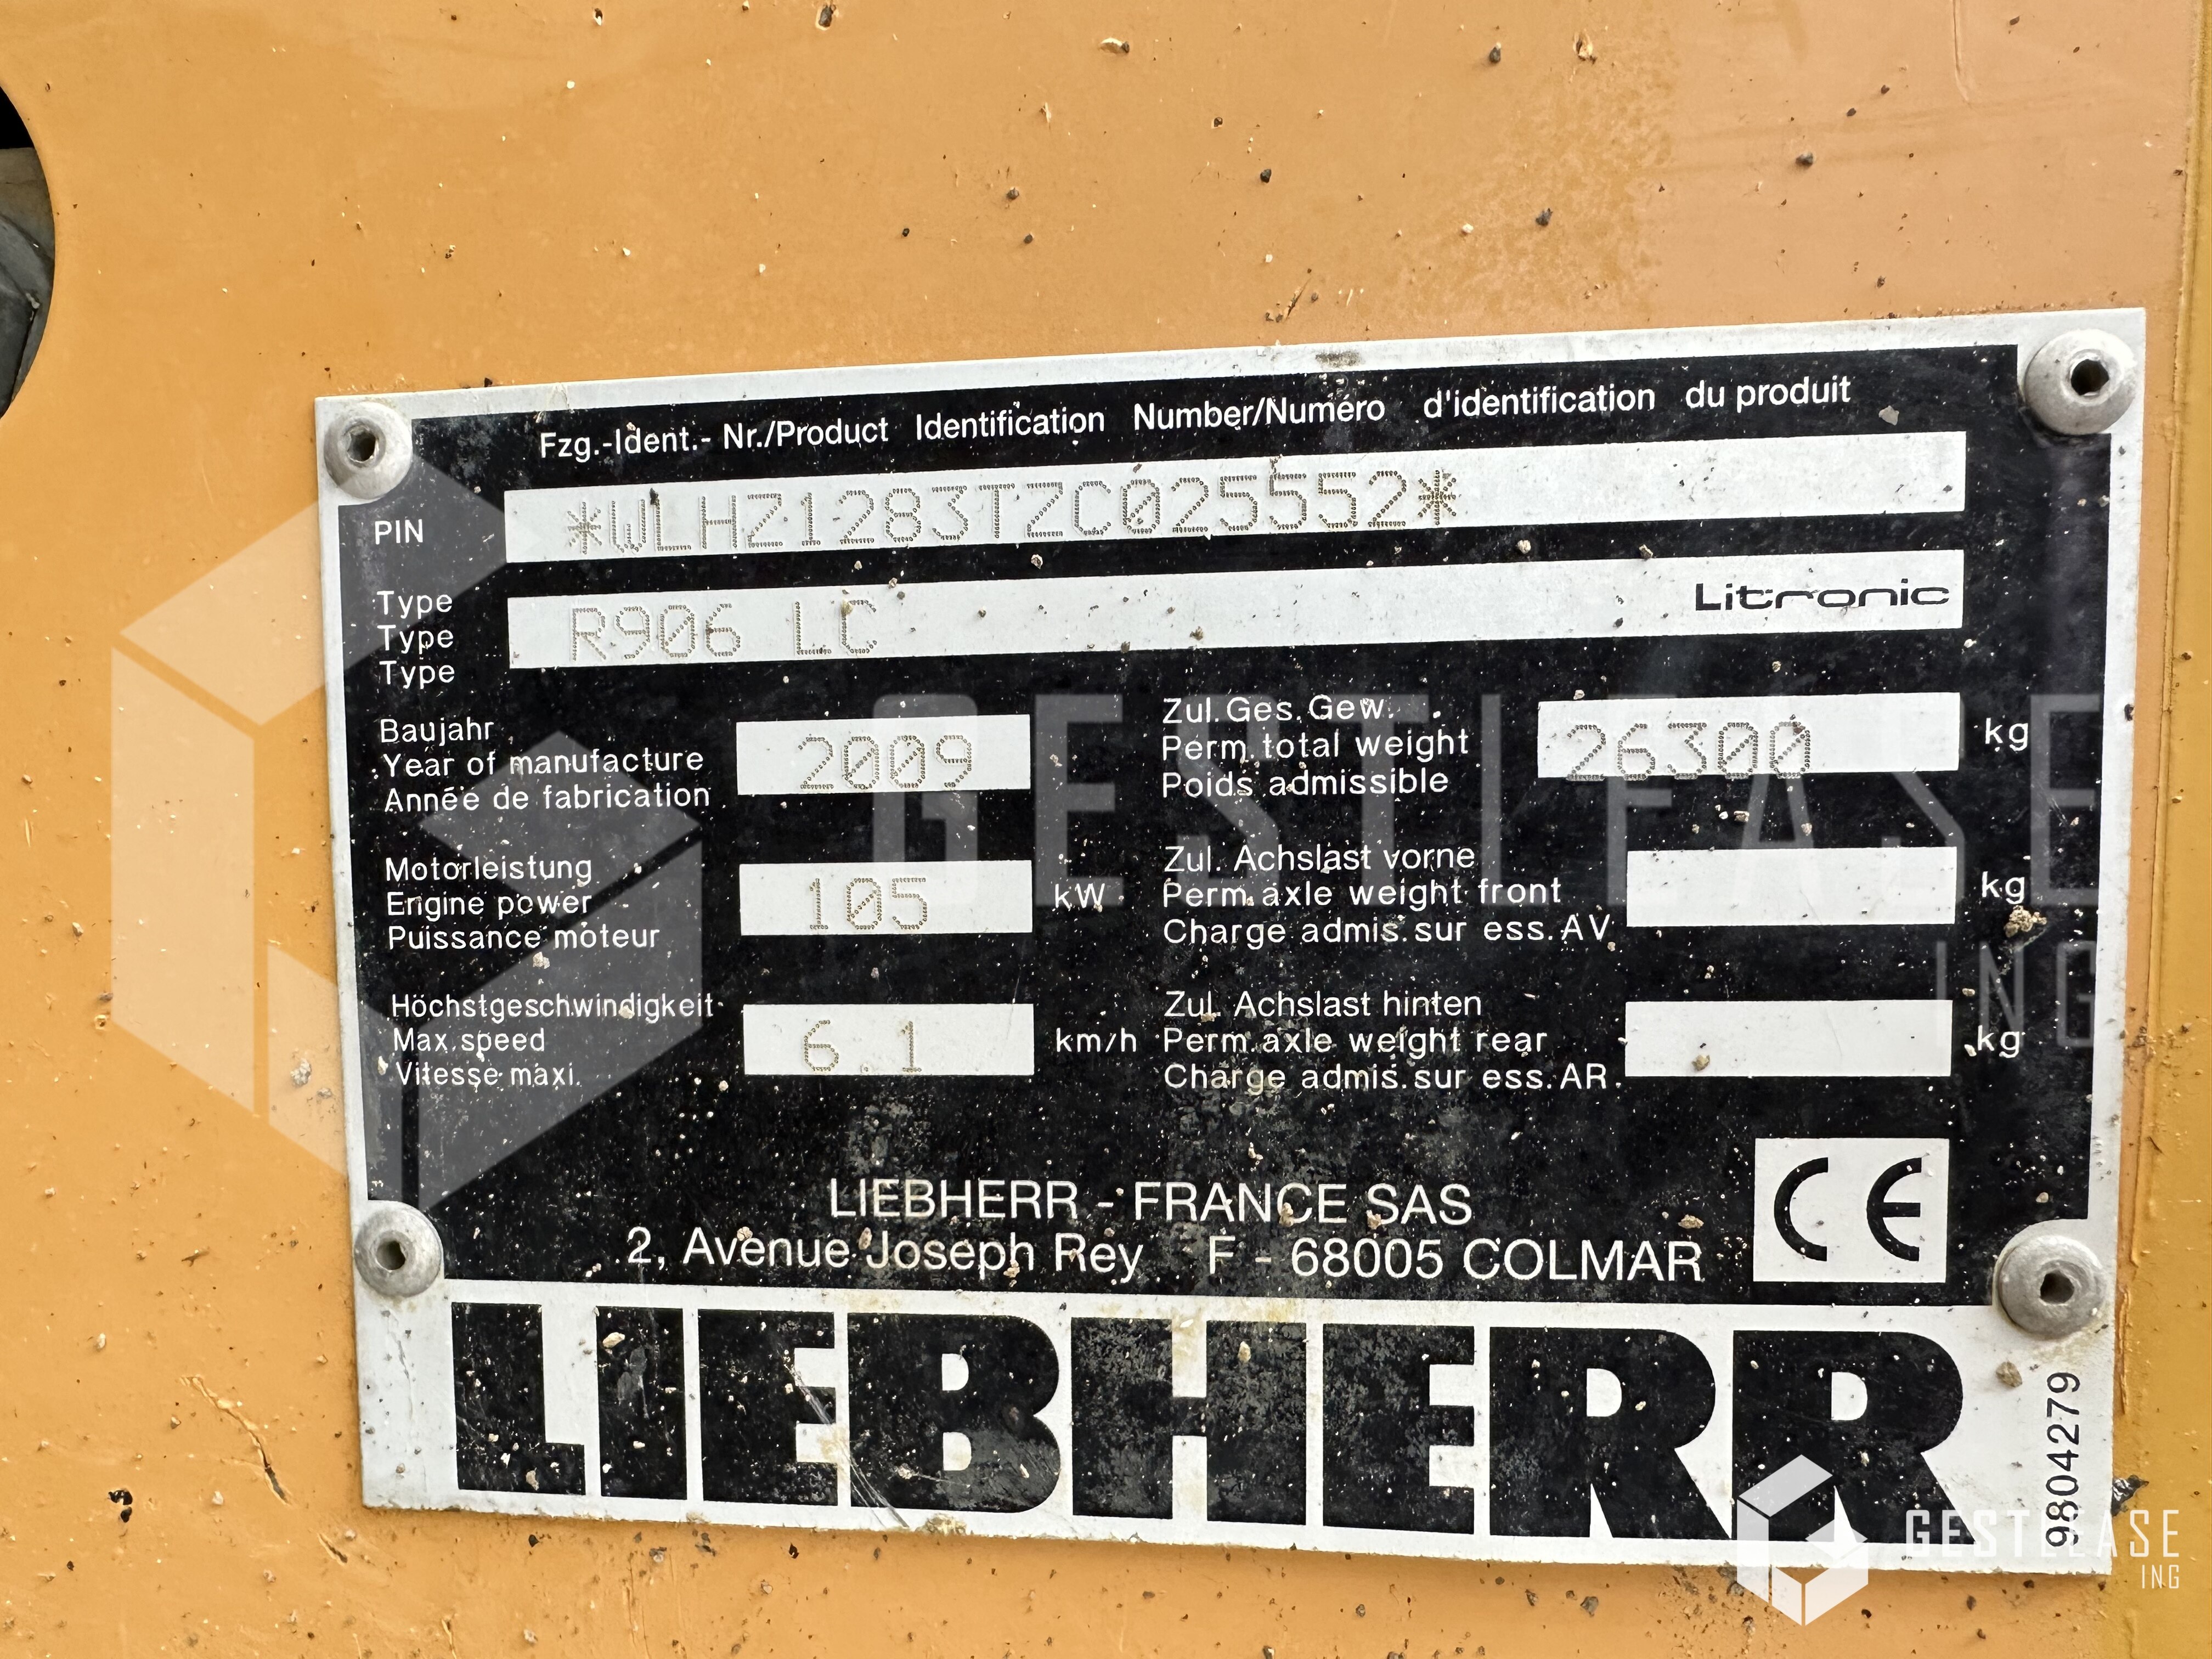 Fzg.-Ident.- Nr./Product Identification Number/Numéro d'identification du produit
PIN *WLHZ1283TZC025552*
Type
Type R906 LC Litronic
Type
Baujahr
Year of manufacture 2009
Année de fabrication
Zul. Ges. Gew.
Perm. total weight 26300 kg
Poids admissible
Motorleistung
Engine power 105 kW
Puissance moteur
Zul. Achslast vorne
Perm. axle weight front kg
Charge admis. sur ess. AV
Höchstgeschwindigkeit
Max. speed 6.1 km/h
Vitesse maxi.
Zul. Achslast hinten
Perm. axle weight rear kg
Charge admis. sur ess. AR
LIEBHERR - FRANCE SAS
2, Avenue Joseph Rey F - 68005 COLMAR
CE
LIEBHERR
9804279
GESTLEASE
ING
GESTLEASE
ING